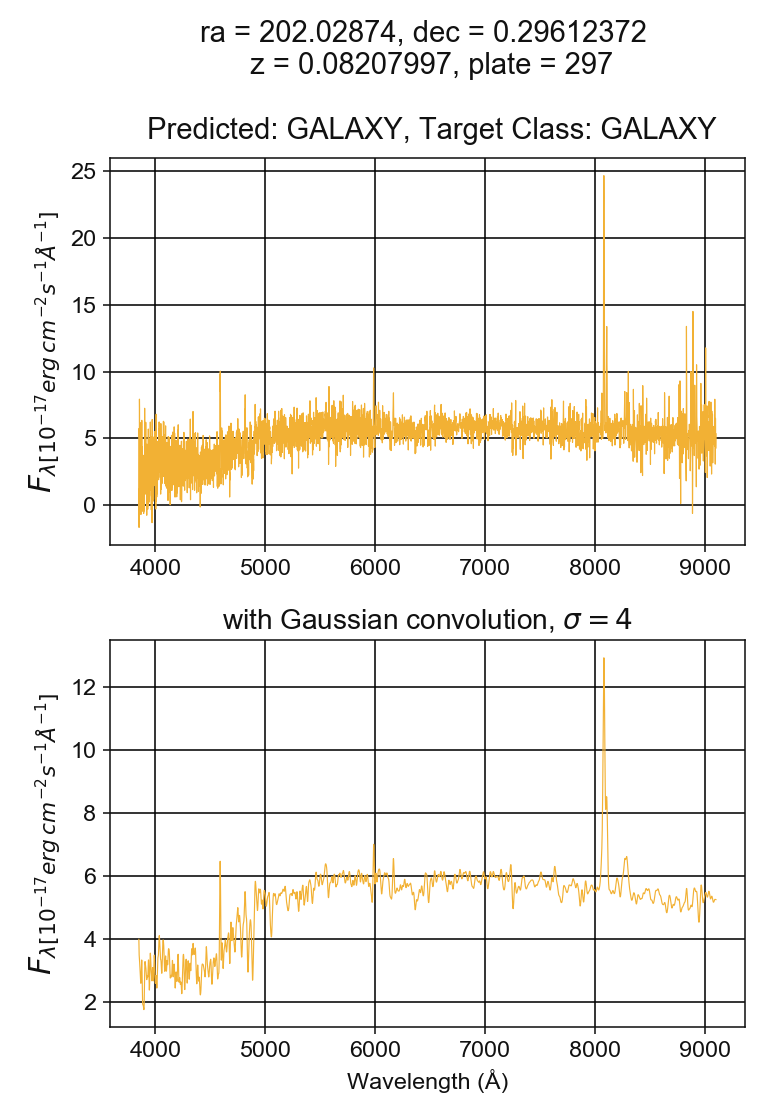 ra = 202.02874, dec = 0.29612372
z = 0.08207997, plate = 297
Predicted: GALAXY, Target Class: GALAXY
F_λ[10⁻¹⁷erg cm⁻²s⁻¹Å⁻¹]
25
20
15
10
5
0
4000 5000 6000 7000 8000 9000
with Gaussian convolution, σ = 4
F_λ[10⁻¹⁷erg cm⁻²s⁻¹Å⁻¹]
12
10
8
6
4
2
4000 5000 6000 7000 8000 9000
Wavelength (Å)